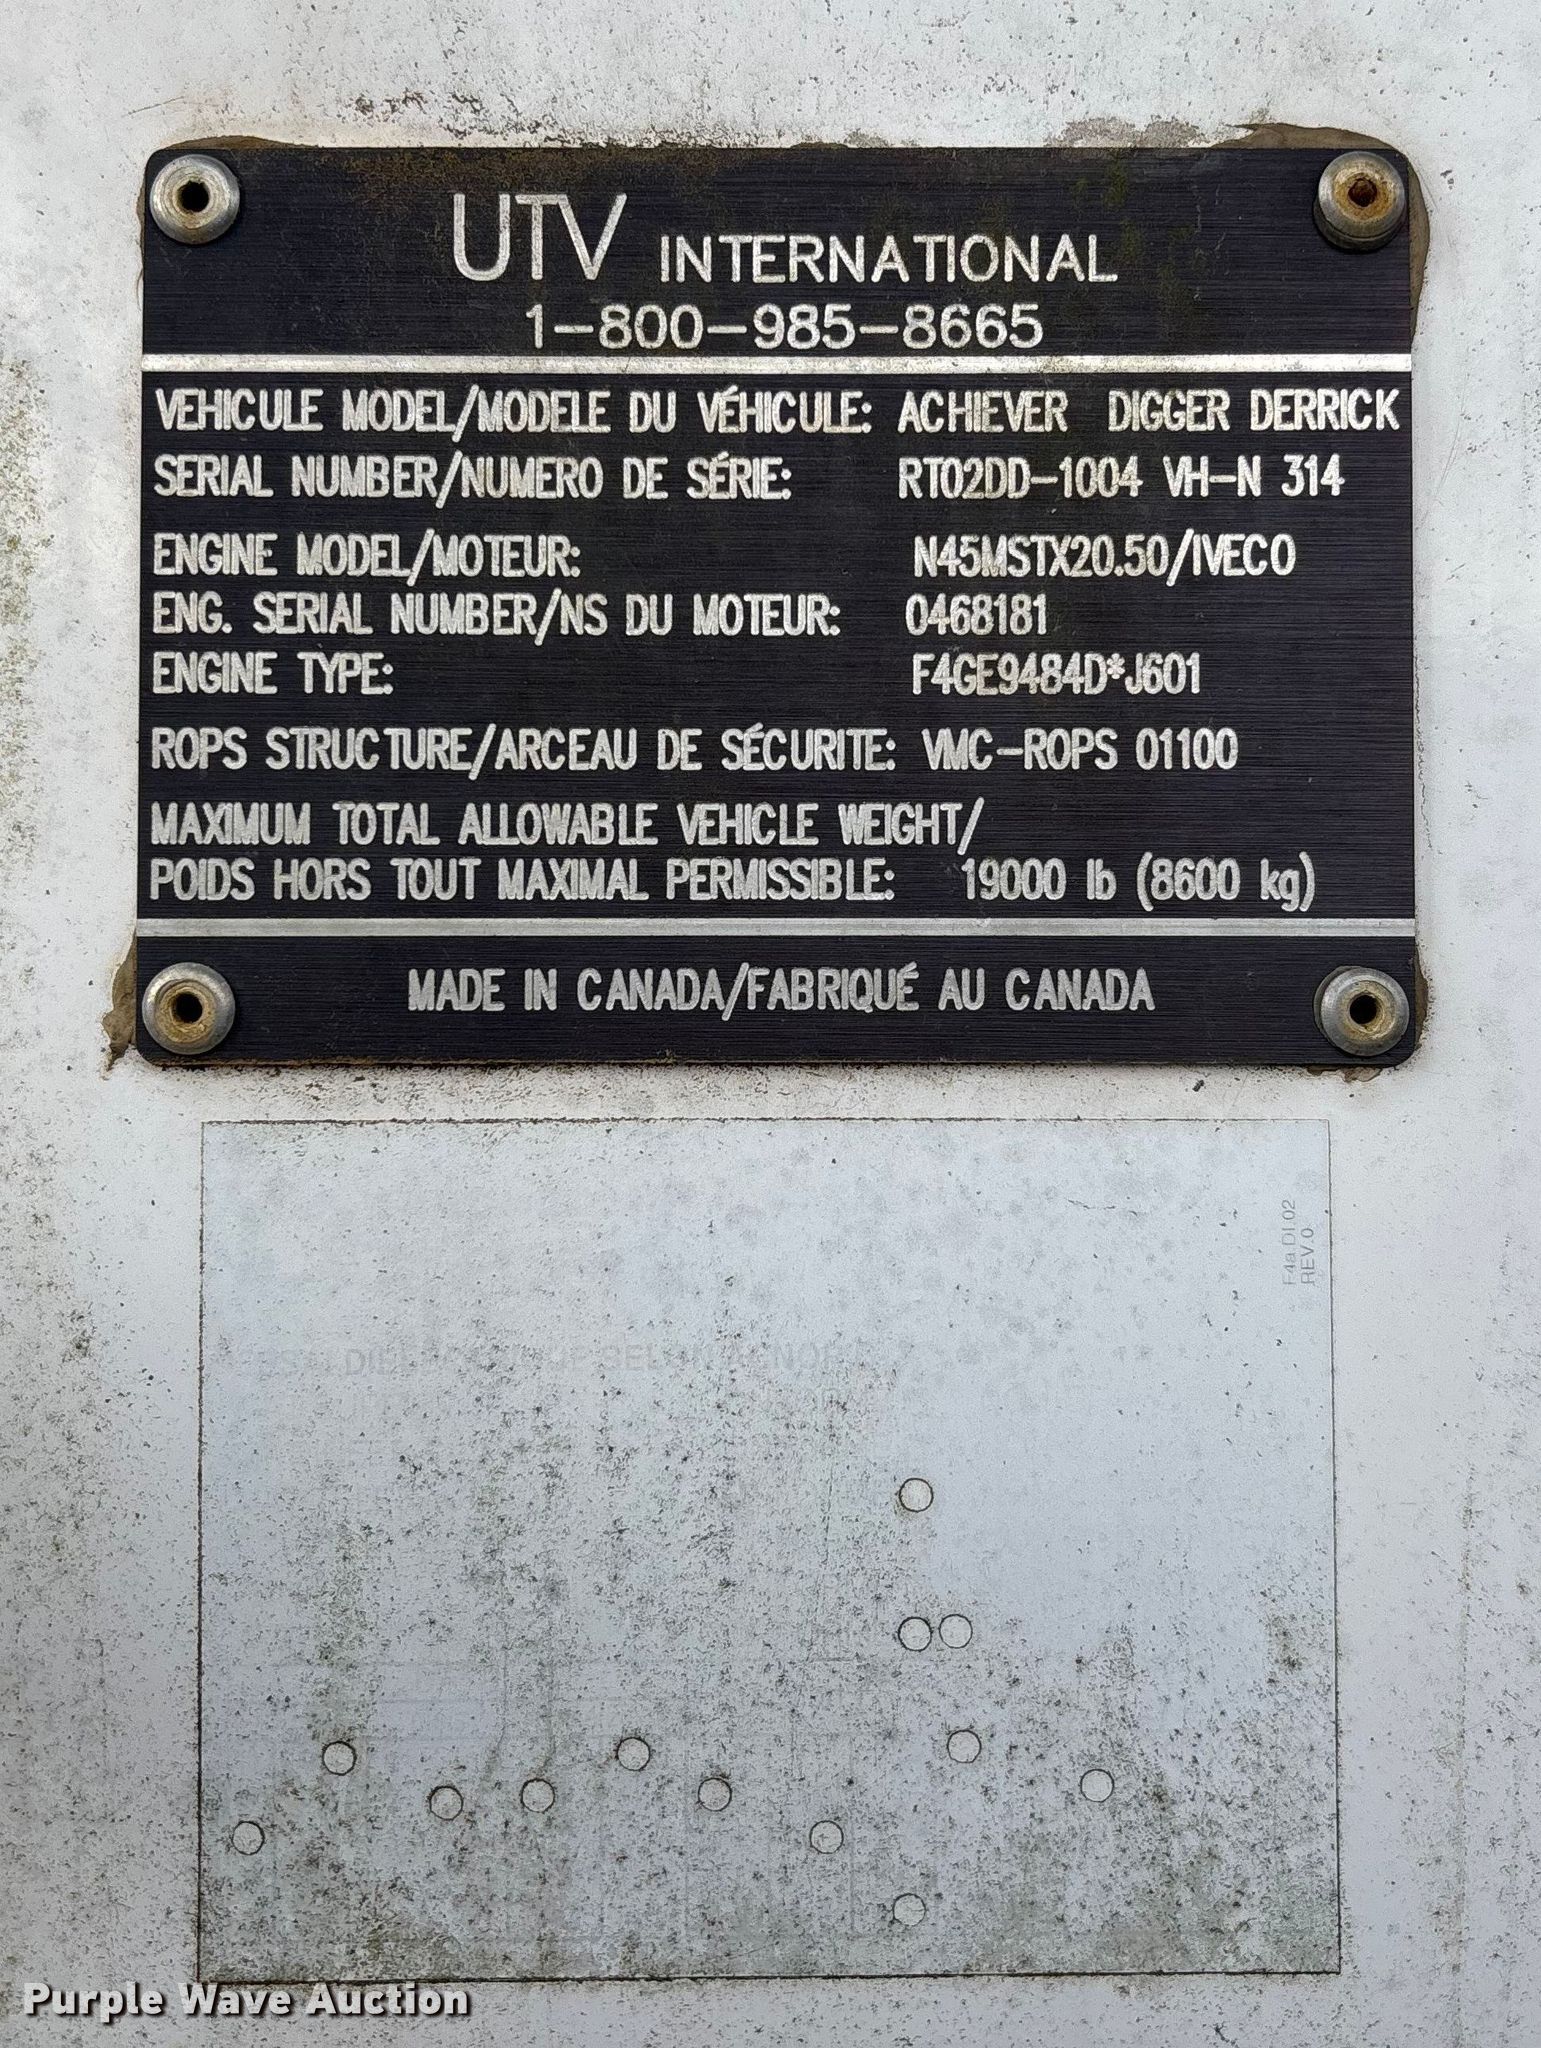 UTV INTERNATIONAL
1-800-985-8665
VEHICULE MODEL/MODELE DU VÉHICULE: ACHIEVER DIGGER DERRICK
SERIAL NUMBER/NUMERO DE SÉRIE: RT02DD-1004 VH-N 314
ENGINE MODEL/MOTEUR: N45MSTX20.50/IVECO
ENG. SERIAL NUMBER/NS DU MOTEUR: 0468181
ENGINE TYPE: F4GE9484D*J601
ROPS STRUCTURE/ARCEAU DE SÉCURITE: VMC-ROPS 01100
MAXIMUM TOTAL ALLOWABLE VEHICLE WEIGHT/
POIDS HORS TOUT MAXIMAL PERMISSIBLE: 19000 lb (8600 kg)
MADE IN CANADA/FABRIQUÉ AU CANADA
F4a DI.02
REV.0
Purple Wave Auction